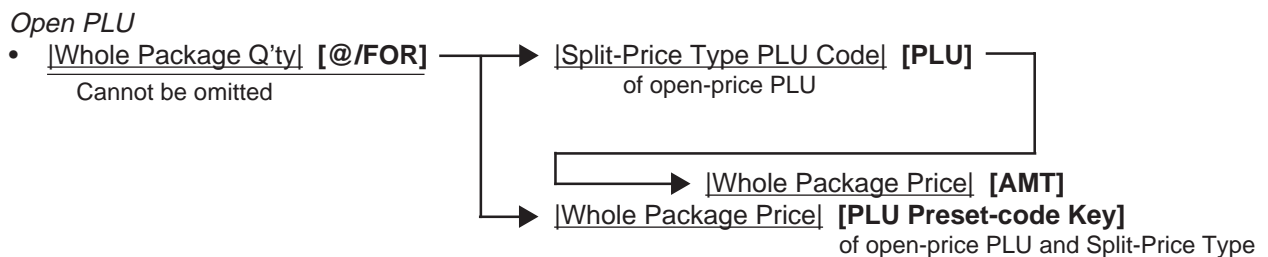 Open PLU
• |Whole Package Q'ty| [@/FOR] |Split-Price Type PLU Code| [PLU]
Cannot be omitted of open-price PLU
|Whole Package Price| [AMT]
|Whole Package Price| [PLU Preset-code Key]
of open-price PLU and Split-Price Type